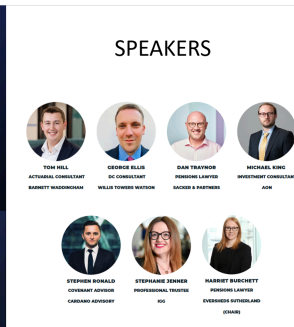 SPEAKERS
TOM HILL
ACTUARIAL CONSULTANT
BARNETT WADDINGHAM
GEORGE ELLIS
DC CONSULTANT
WILLIS TOWERS WATSON
DAN TRAYNOR
PENSIONS LAWYER
SACKER & PARTNERS
MICHAEL KING
INVESTMENT CONSULTANT
AON
STEPHEN RONALD
COVENANT ADVISOR
CARDANO ADVISORY
STEPHANIE JENNER
PROFESSIONAL TRUSTEE
IGG
HARRIET BURCHETT
PENSIONS LAWYER
EVERSHEDS SUTHERLAND
(CHAIR)